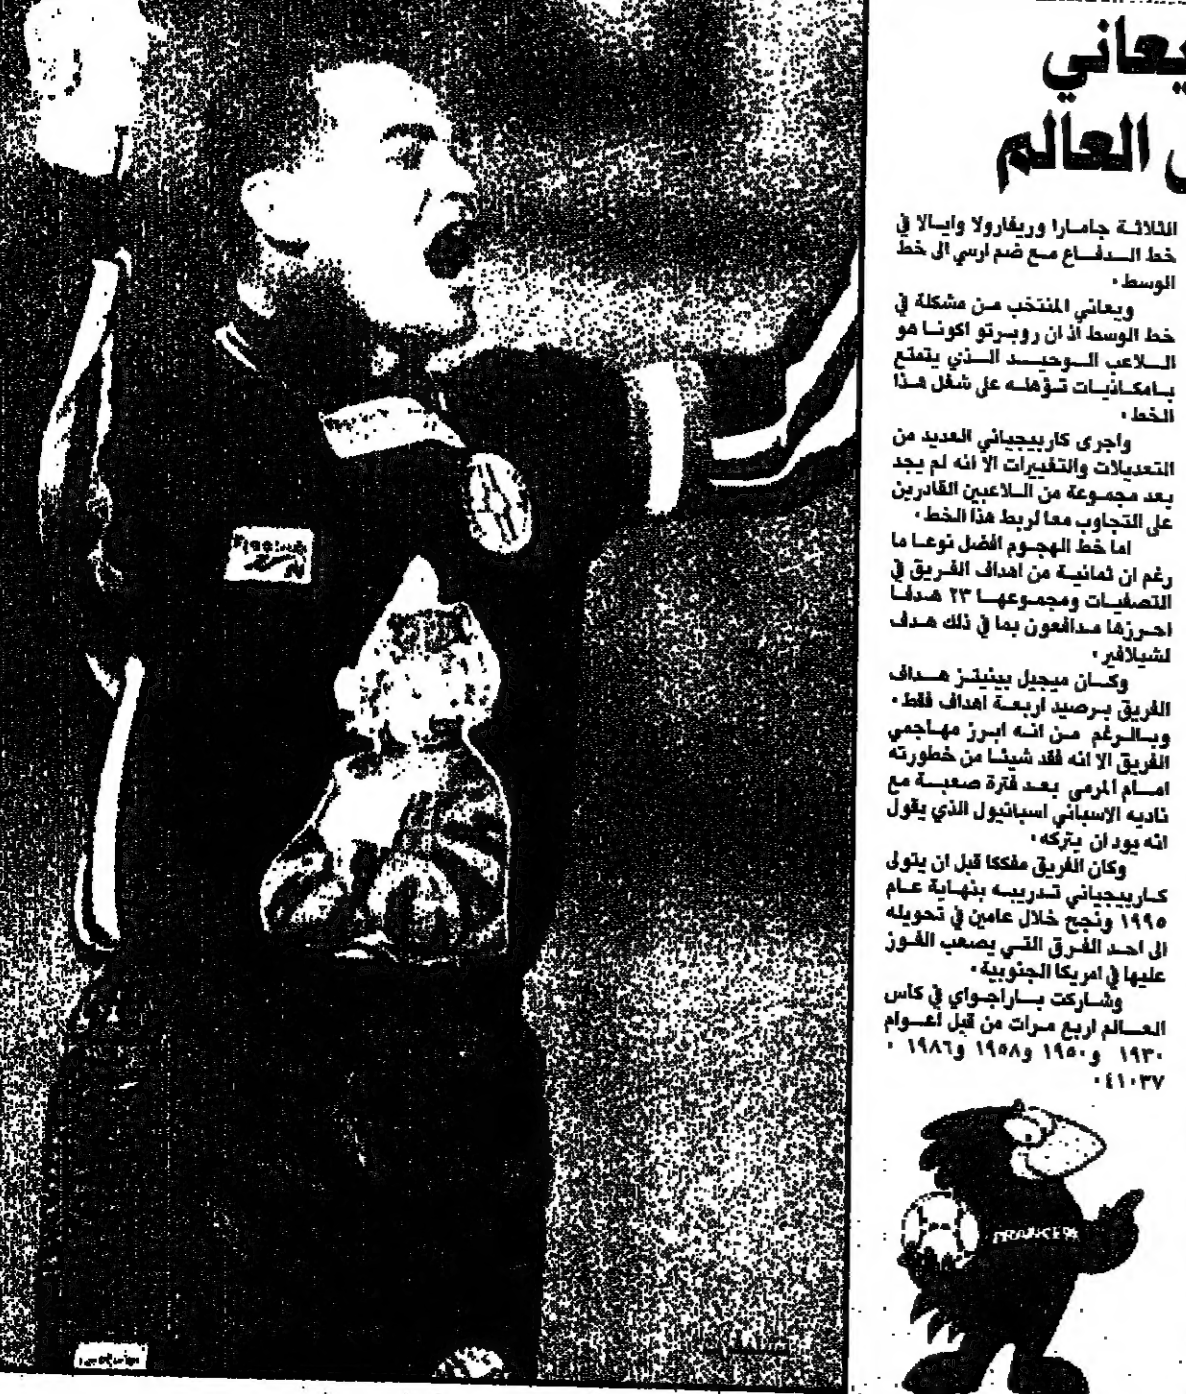 يعاني
العالم
الثلاثة جامارا وريفارولا وايالا في
خط الدفاع مع ضم ارسي الى خط
الوسط .
ويعاني المنتخب من مشكلة في
خط الوسط اذ ان روبرتو اكونا هو
اللاعب الوحيد الذي يتمتع
بامكانيات تؤهله على شغل هذا
الخط .
واجرى كاربيجياني العديد من
التعديلات والتغييرات الا انه لم يجد
بعد مجموعة من اللاعبين القادرين
على التجاوب معا لربط هذا الخط .
اما خط الهجوم افضل نوعا ما
رغم ان ثمانية من اهداف الفريق في
التصفيات ومجموعها ٢٣ هدفا
احرزها مدافعون بما في ذلك هدف
لشيلافير .
وكان ميجيل بينيتز هداف
الفريق برصيد اربعة اهداف فقط .
وبالرغم من انه ابرز مهاجمي
الفريق الا انه فقد شيئا من خطورته
امام المرمى بعد فترة صعبة مع
ناديه الاسباني اسبانيول الذي يقول
انه يود ان يتركه .
وكان الفريق مفككا قبل ان يتولى
كاربيجياني تدريبه بنهاية عام
١٩٩٥ ونجح خلال عامين في تحويله
الى احد الفرق التي يصعب الفوز
عليها في امريكا الجنوبية .
وشاركت باراجواي في كأس
العالم اربع مرات من قبل اعوام
١٩٣٠ و١٩٥٠ و١٩٥٨ و١٩٨٦ .
٤١٠٣٧ .
FRANCE 98
Reebok